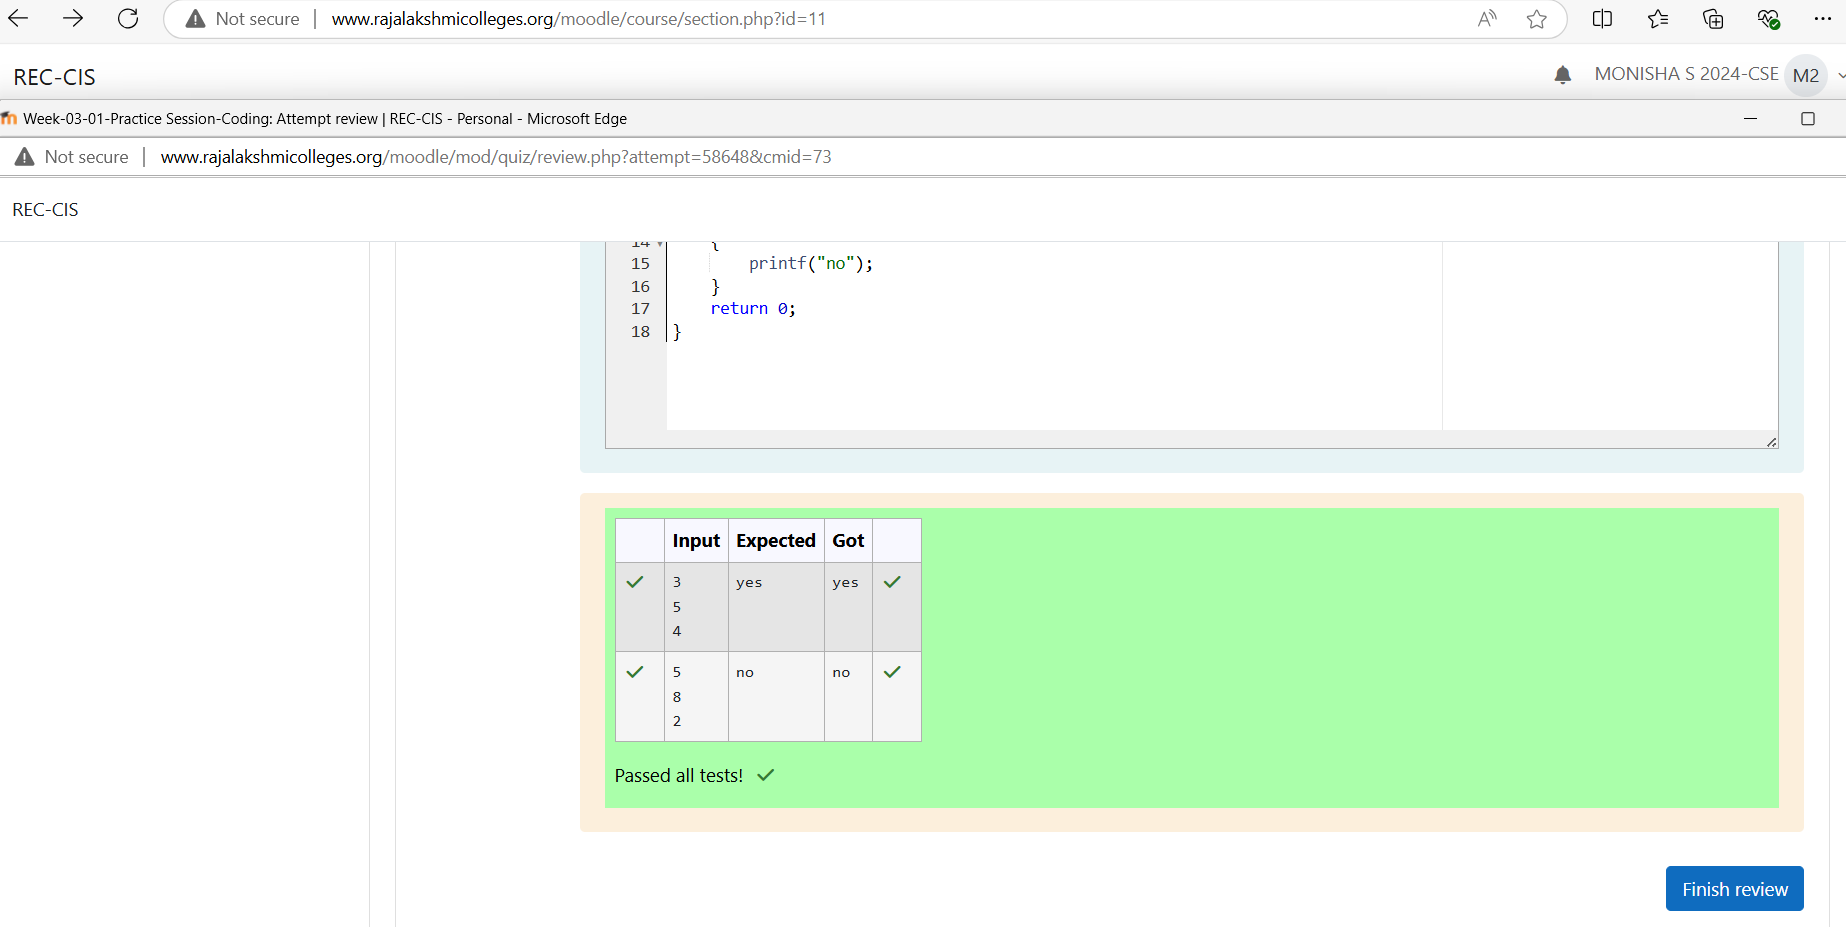 Not secure www.rajalakshmicolleges.org/moodle/course/section.php?id=11
REC-CIS
MONISHA S 2024-CSE M2
Week-03-01-Practice Session-Coding: Attempt review | REC-CIS - Personal - Microsoft Edge
Not secure www.rajalakshmicolleges.org/moodle/mod/quiz/review.php?attempt=58648&cmid=73
REC-CIS
14 {
15 printf("no");
16 }
17 return 0;
18 }
Input Expected Got
3 yes yes
5
4
5 no no
8
2
Passed all tests!
Finish review